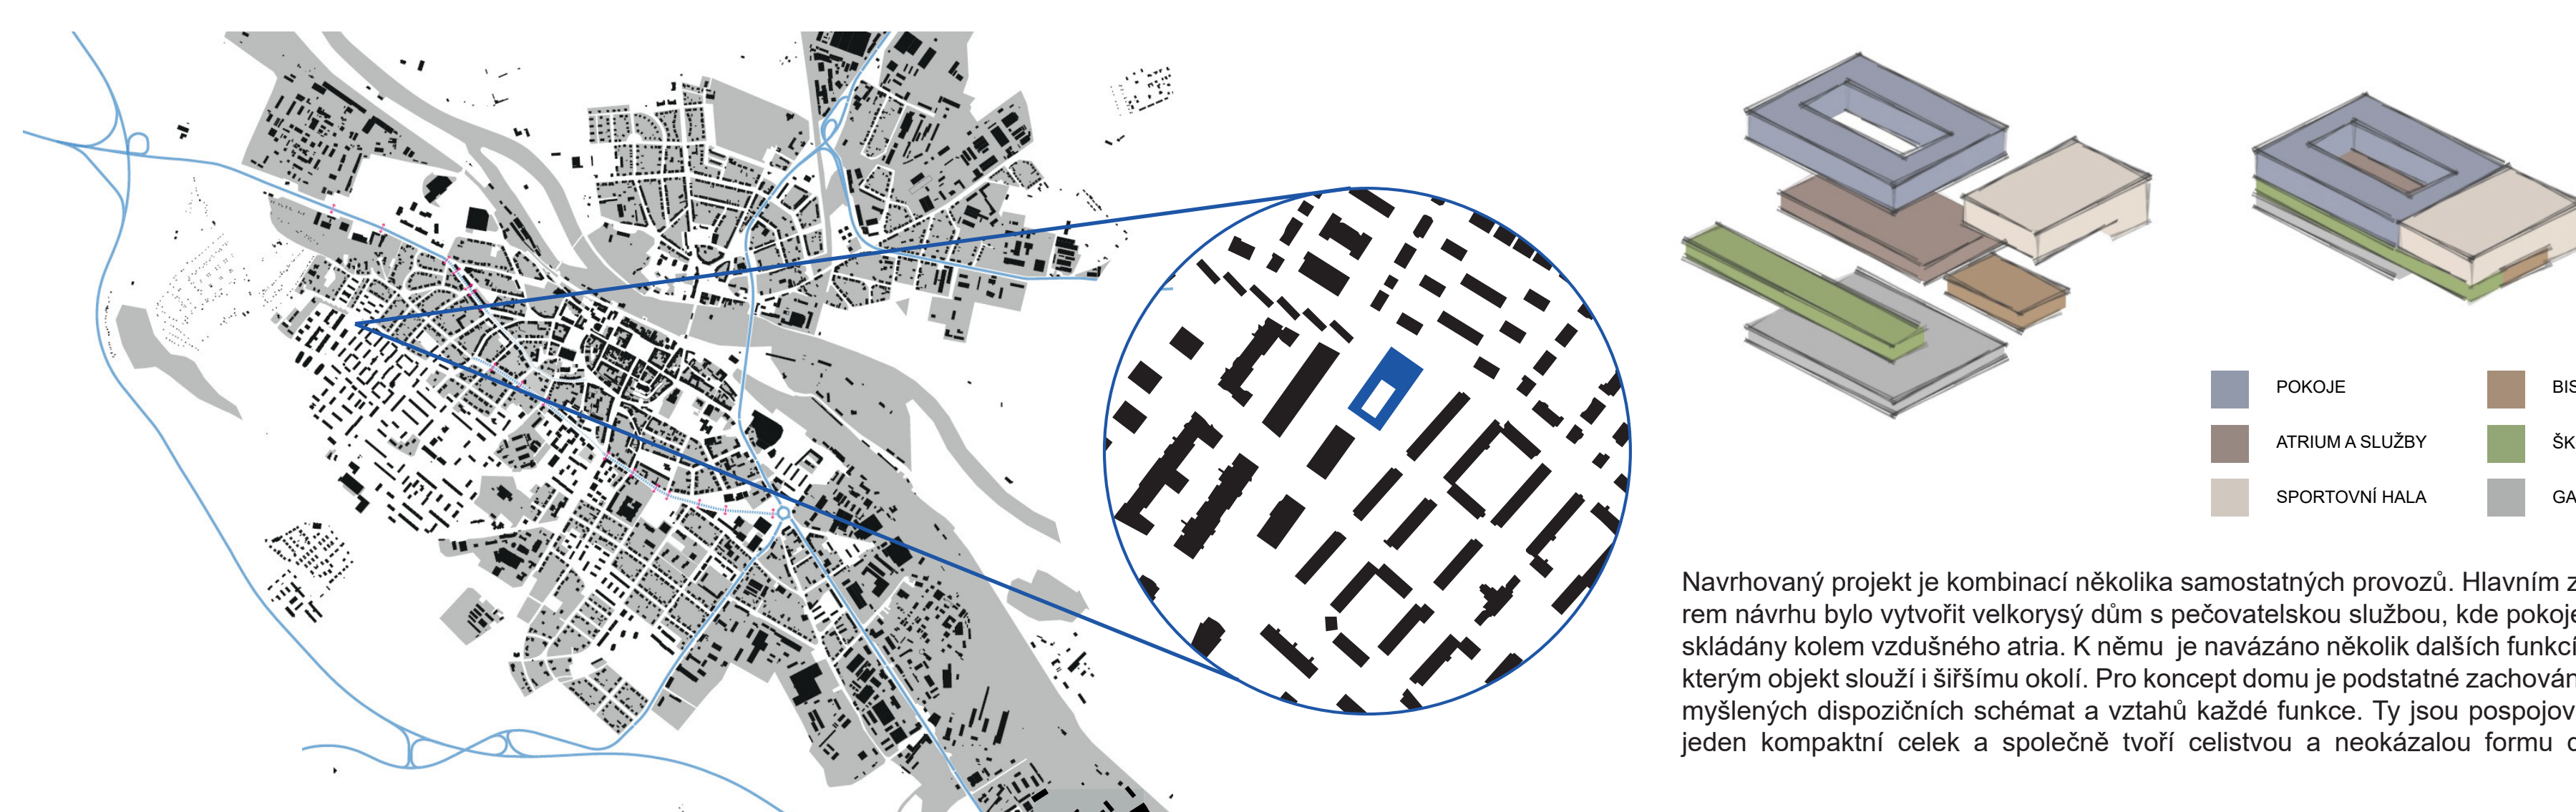 POKOJE
ATRIUM A SLUŽBY
SPORTOVNÍ HALA
Navrhovaný projekt je kombinací několika samostatných provozů. Hlavním
rem návrhu bylo vytvořit velkorysý dům s pečovatelskou službou, kde pokoje
skládány kolem vzdušného atria. K němu je navázáno několik dalších funkcí
kterým objekt slouží i širšímu okolí. Pro koncept domu je podstatné zachován
myšlených dispozičních schémat a vztahů každé funkce. Ty jsou pospojov
jeden kompaktní celek a společně tvoří celistvou a neokázalou formu